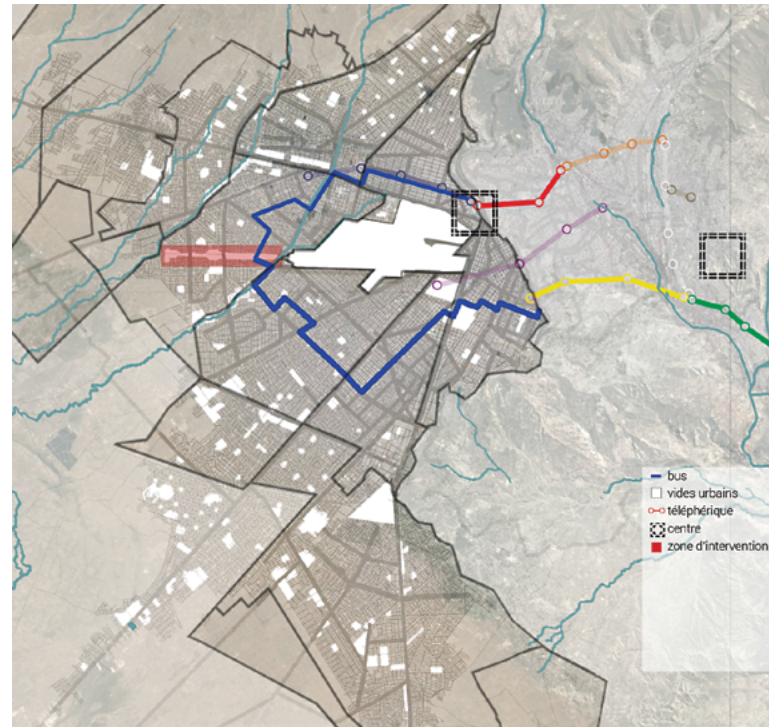 bus
vides urbains
téléphérique
centre
zone d'intervention